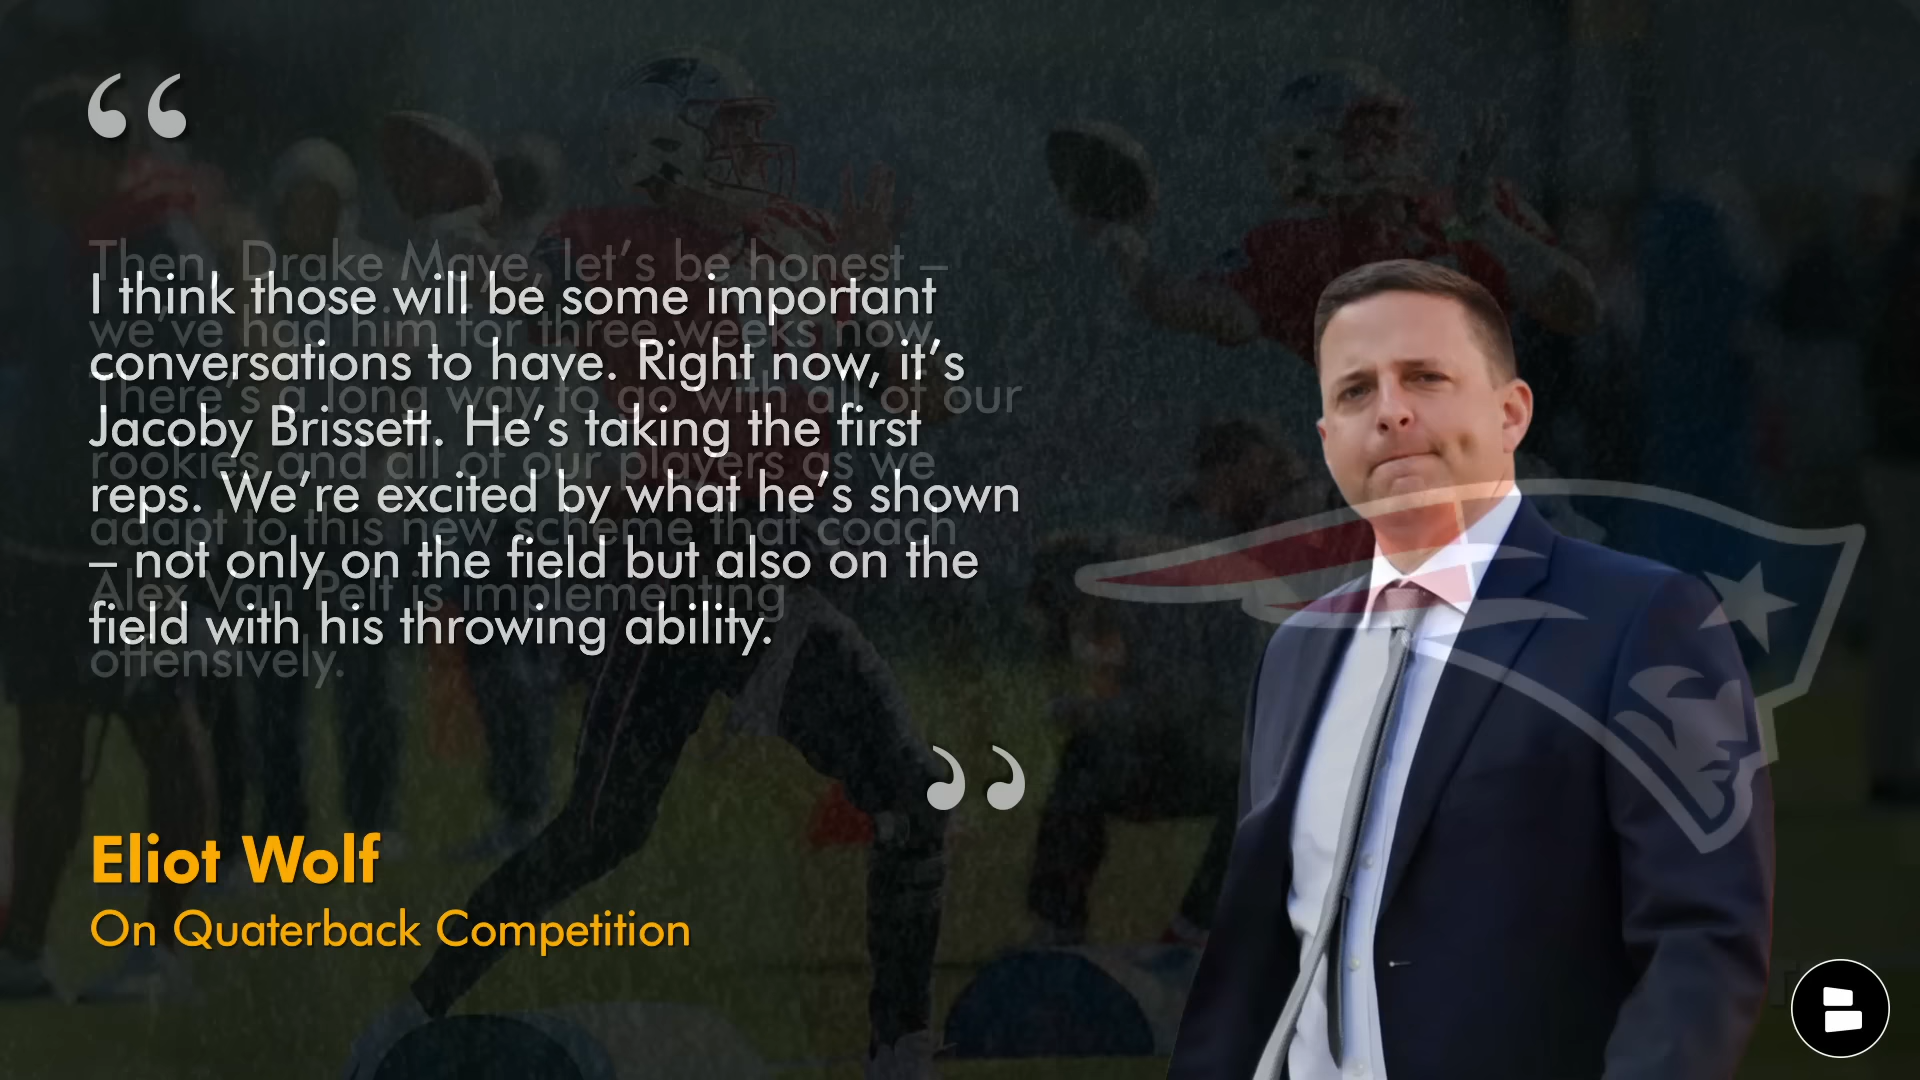 “
Then, Drake Maye, let’s be honest –
I think those will be some important
we’ve had him for three weeks now.
conversations to have. Right now, it’s
There’s a long way to go with all of our
Jacoby Brissett. He’s taking the first
rookies and all of our players as we
reps. We’re excited by what he’s shown
adapt to this new scheme that coach
– not only on the field but also on the
Alex Van Pelt is implementing
field with his throwing ability.
offensively.
”
Eliot Wolf
On Quaterback Competition